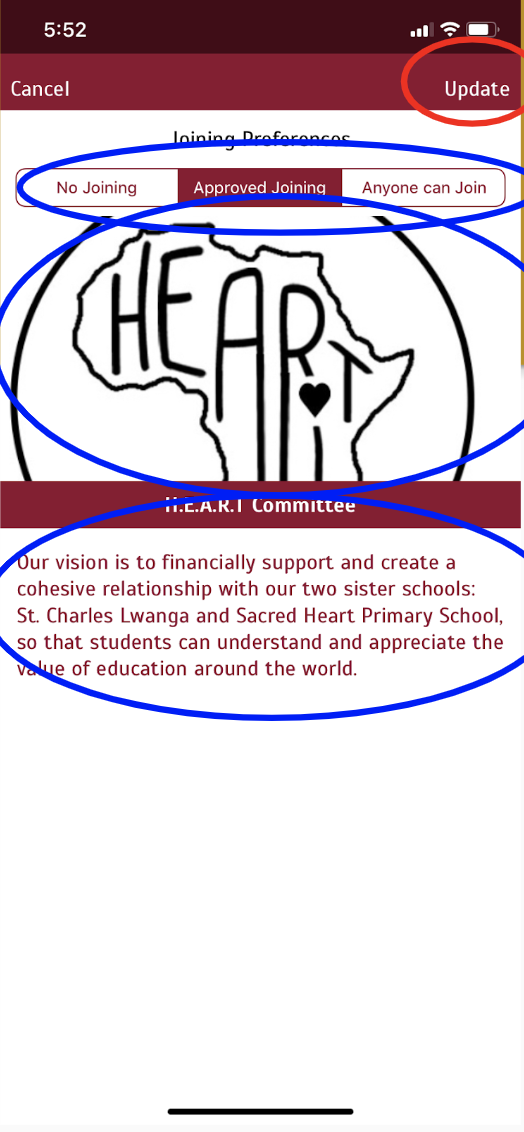 5:52
Cancel
Update
Joining Preferences
No Joining
Approved Joining
Anyone can Join
HEART
H.E.A.R.T Committee
Our vision is to financially support and create a
cohesive relationship with our two sister schools:
St. Charles Lwanga and Sacred Heart Primary School,
so that students can understand and appreciate the
value of education around the world.